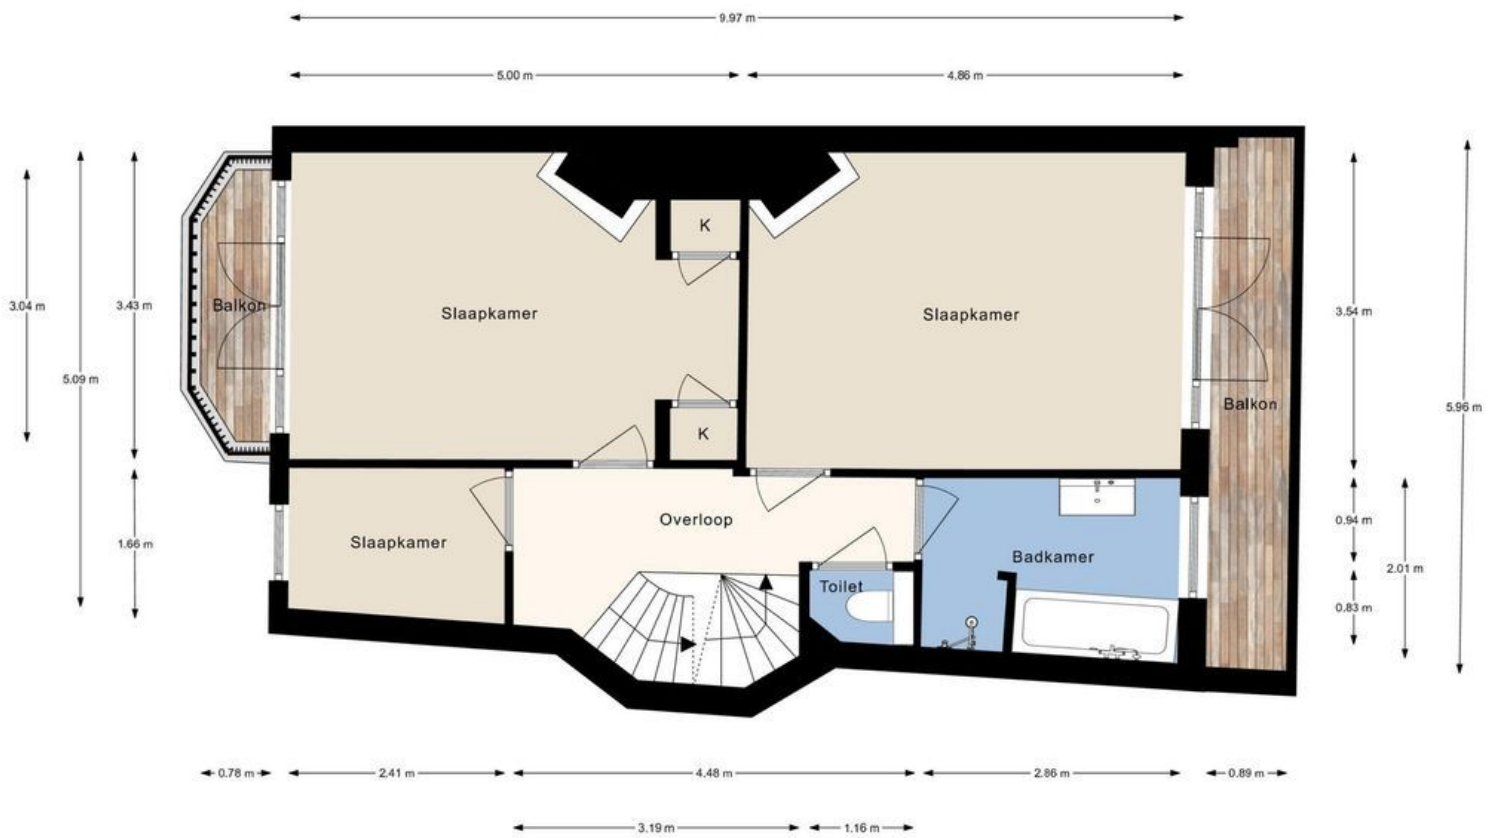 9.97 m
5.00 m
4.86 m
K
3.04 m
Balkon
3.43 m
Slaapkamer
Slaapkamer
3.54 m
5.09 m
Balkon
5.96 m
K
Overloop
0.94 m
1.66 m
Slaapkamer
Badkamer
2.01 m
Toilet
0.83 m
0.78 m
2.41 m
4.48 m
2.86 m
0.89 m
3.19 m
1.16 m